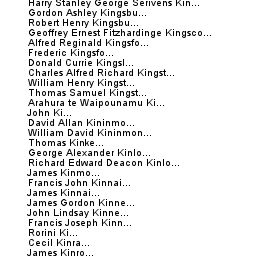 Harry Stanley George Serivens Kin...
Gordon Ashley Kingsbu...
Robert Henry Kingsbu...
Geoffrey Ernest Fitzhardinge Kingsco...
Alfred Reginald Kingsfo...
Frederic Kingsfo...
Donald Currie Kingsl...
Charles Alfred Richard Kingst...
William Henry Kingst...
Thomas Samuel Kingst...
Arahura te Waipounamu Ki...
John Ki...
David Allan Kininmo...
William David Kininmon...
Thomas Kinke...
George Alexander Kinlo...
Richard Edward Deacon Kinlo...
James Kinmo...
Francis John Kinnai...
James Kinnai...
James Gordon Kinne...
John Lindsay Kinne...
Francis Joseph Kinn...
Rorini Ki...
Cecil Kinra...
James Kinro...